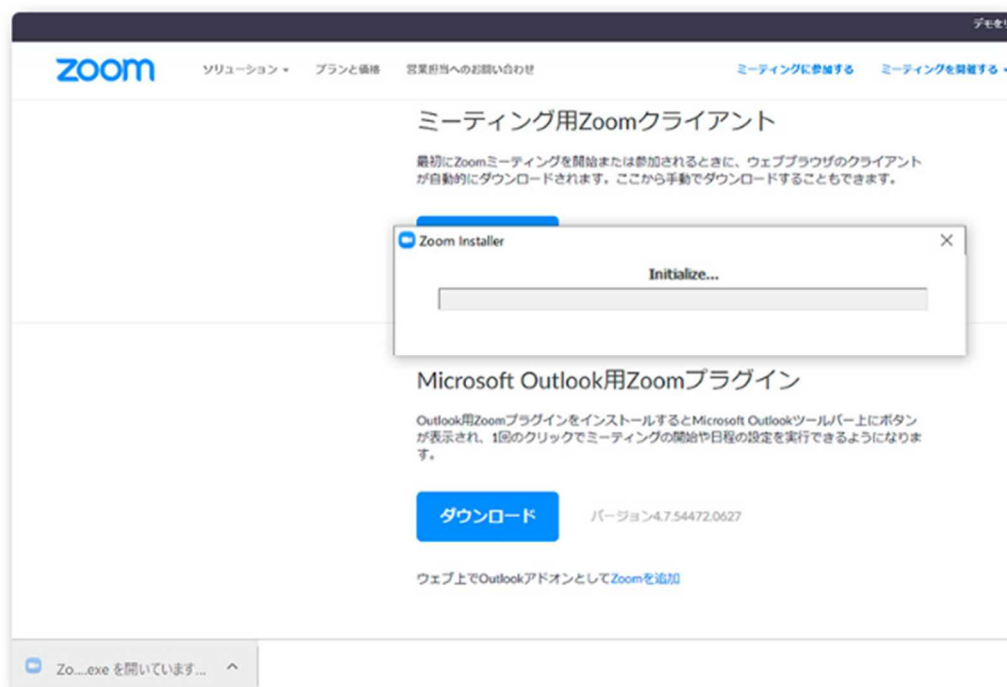 デモを
zoom
ソリューション プランと価格 営業担当へのお問い合わせ ミーティングに参加する ミーティングを開催する
ミーティング用Zoomクライアント
最初にZoomミーティングを開始または参加されるときに、ウェブブラウザのクライアント
が自動的にダウンロードされます。ここから手動でダウンロードすることもできます。
Zoom Installer
Initialize...
Microsoft Outlook用Zoomプラグイン
Outlook用ZoomプラグインをインストールするとMicrosoft Outlookツールバー上にボタン
が表示され、1回のクリックでミーティングの開始や日程の設定を実行できるようになりま
す。
ダウンロード バージョン4.7.54472.0627
ウェブ上でOutlookアドオンとしてZoomを追加
Zo....exe を開いています...